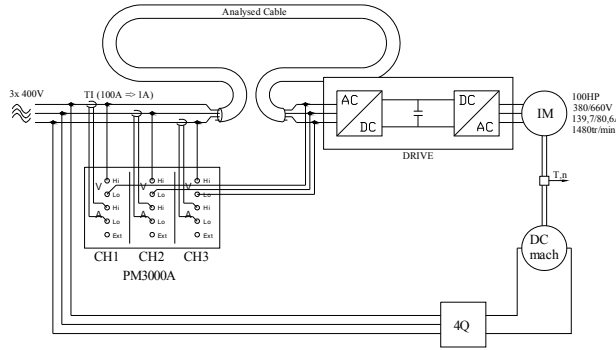 Analysed Cable
3x 400V
TI (100A => 1A)
AC
DC
DC
AC
DRIVE
IM
100HP
380/660V
139,7/80,6A
1480tr/min
T,n
V
A
Hi
Lo
Hi
Lo
Ext
V
A
Hi
Lo
Hi
Lo
Ext
V
A
Hi
Lo
Hi
Lo
Ext
CH1
CH2
CH3
PM3000A
DC
mach
4Q